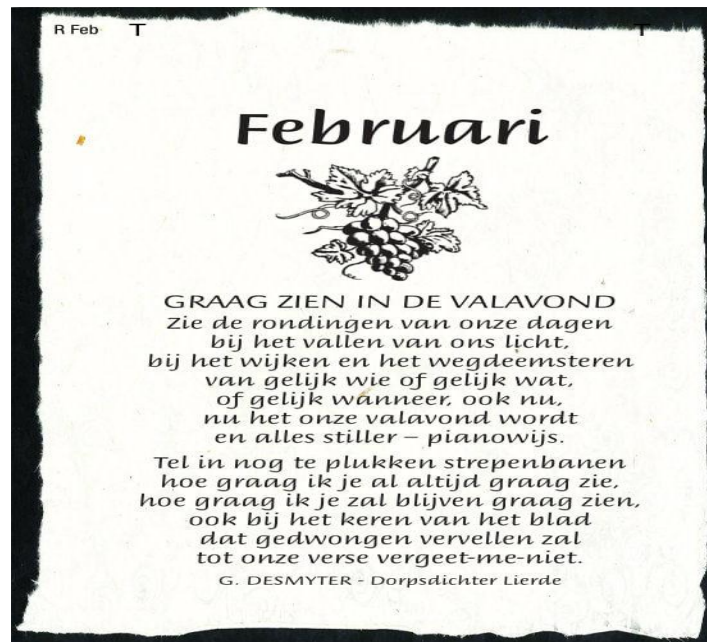 R Feb T T
Februari
GRAAG ZIEN IN DE VALAVOND
Zie de rondingen van onze dagen
bij het vallen van ons licht,
bij het wijken en het wegdeemsteren
van gelijk wie of gelijk wat,
of gelijk wanneer, ook nu,
nu het onze valavond wordt
en alles stiller – pianowijs.
Tel in nog te plukken strepenbanen
hoe graag ik je al altijd graag zie,
hoe graag ik je zal blijven graag zien,
ook bij het keren van het blad
dat gedwongen vervellen zal
tot onze verse vergeet-me-niet.
G. DESMYTER - Dorpsdichter Lierde